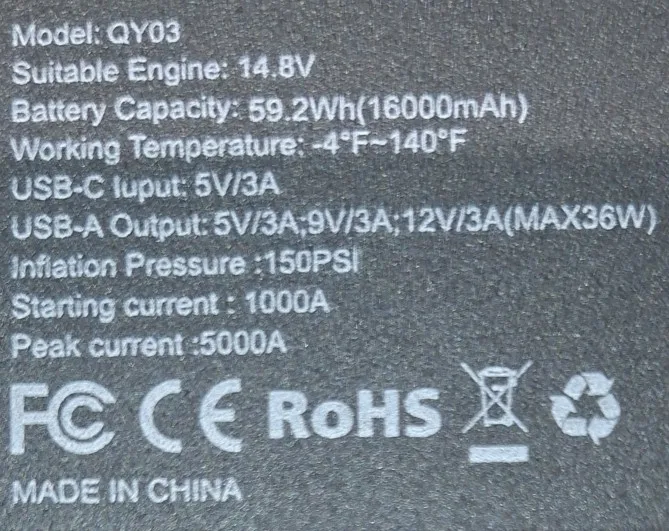 Model: QY03
Suitable Engine: 14.8V
Battery Capacity: 59.2Wh(16000mAh)
Working Temperature: -4°F~140°F
USB-C Iuput: 5V/3A
USB-A Output:5V/3A;9V/3A;12V/3A(MAX36W)
Inflation Pressure :150PSI
Starting current : 1000A
Peak current :5000A
FC CE RoHS
MADE IN CHINA